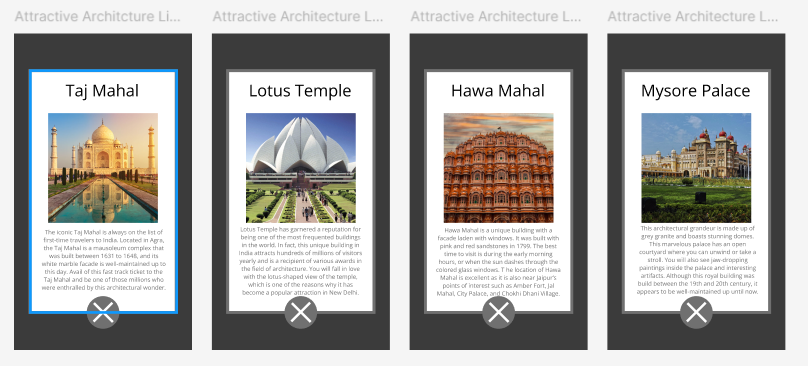 Attractive Architcture Li...
Attractive Architecture L...
Attractive Architecture L...
Attractive Architecture L...
Taj Mahal
The iconic Taj Mahal is always on the list of
first-time travelers to India. Located in Agra,
the Taj Mahal is a mausoleum complex that
was built between 1631 to 1648, and its
white marble facade is well-maintained up to
this day. Avail of this fast track ticket to the
Taj Mahal and be one of those millions who
were enthralled by this architectural wonder.
Lotus Temple
Lotus Temple has garnered a reputation for
being one of the most frequented buildings
in the world. In fact, this unique building in
India attracts hundreds of millions of visitors
yearly and is a recipient of various awards in
the field of architecture. You will fall in love
with the lotus-shaped view of the temple,
which is one of the reasons why it has
become a popular attraction in New Delhi.
Hawa Mahal
Hawa Mahal is a unique building with a
facade laden with windows. It was built with
pink and red sandstones in 1799. The best
time to visit is during the early morning
hours, or when the sun dashes through the
colored glass windows. T he location of Hawa
Mahal is excellent as it is also near Jaipur's
points of interest such as Amber Fort, Jal
Mahal, City Palace, and Chokhi Dhani Village.
Mysore Palace
This architectural grandeur is made up of
grey granite and boasts stunning domes.
This marvelous palace has an open
courtyard where you can unwind or take a
stroll. You will also see jaw-dropping
paintings inside the palace and interesting
artifacts. Although this royal building was
build between the 19th and 20th century, it
appears to be well-maintained up until now.